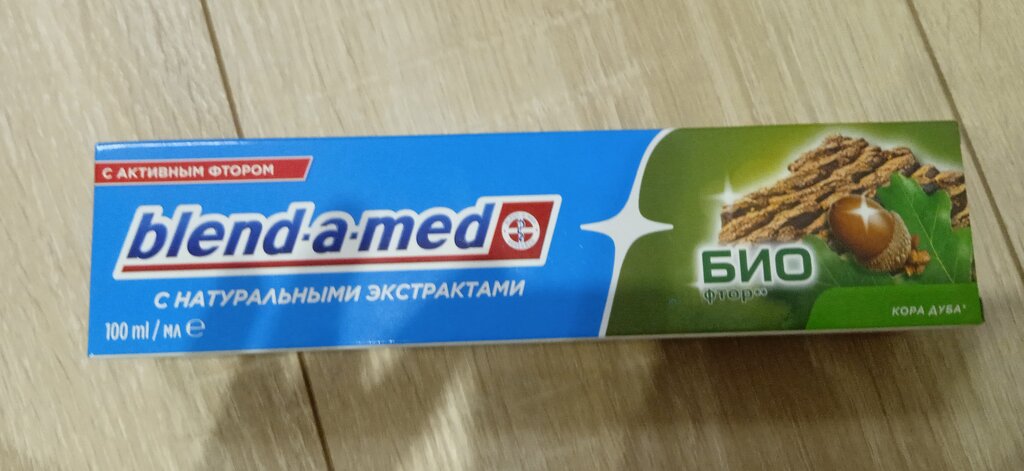 С АКТИВНЫМ ФТОРОМ
blend-a-med
С НАТУРАЛЬНЫМИ ЭКСТРАКТАМИ
100 ml / мл e
БИО
фтор**
КОРА ДУБА*